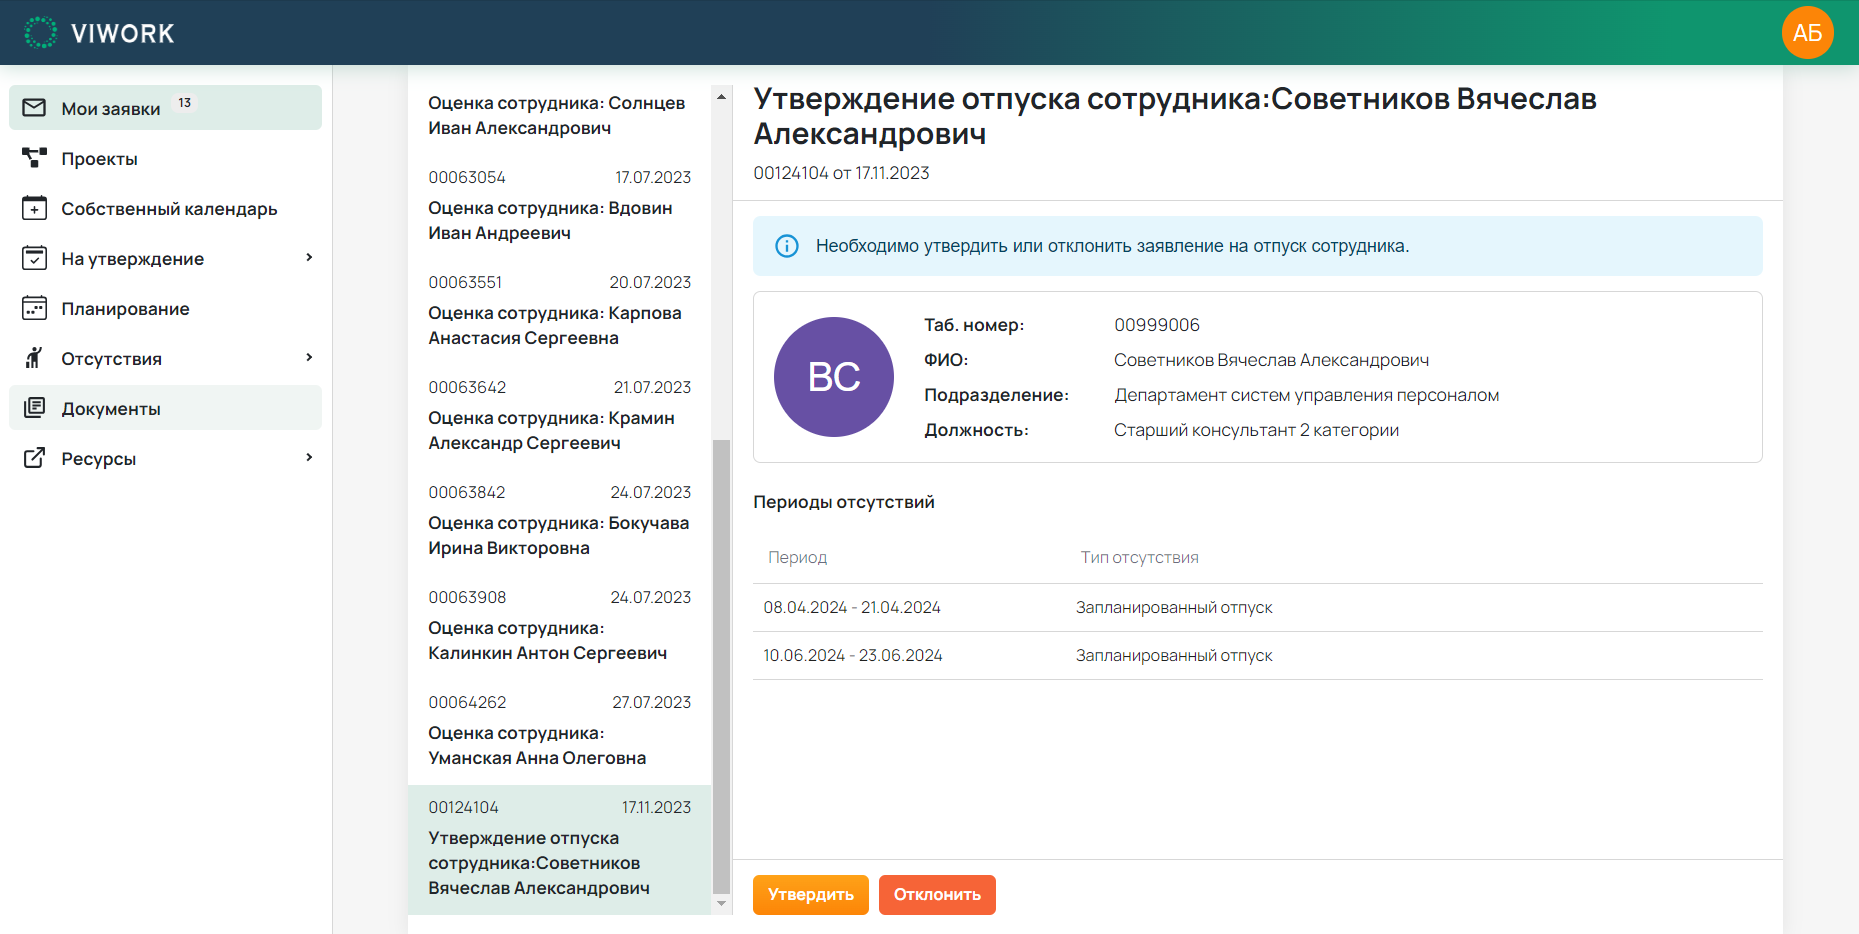 VIWORK
АБ
Мои заявки 13
Проекты
Собственный календарь
На утверждение
Планирование
Отсутствия
Документы
Ресурсы
Оценка сотрудника: Солнцев
Иван Александрович
00063054 17.07.2023
Оценка сотрудника: Вдовин
Иван Андреевич
00063551 20.07.2023
Оценка сотрудника: Карпова
Анастасия Сергеевна
00063642 21.07.2023
Оценка сотрудника: Крамин
Александр Сергеевич
00063842 24.07.2023
Оценка сотрудника: Бокучава
Ирина Викторовна
00063908 24.07.2023
Оценка сотрудника:
Калинкин Антон Сергеевич
00064262 27.07.2023
Оценка сотрудника:
Уманская Анна Олеговна
00124104 17.11.2023
Утверждение отпуска
сотрудника:Советников
Вячеслав Александрович
Утверждение отпуска сотрудника:Советников Вячеслав
Александрович
00124104 от 17.11.2023
Необходимо утвердить или отклонить заявление на отпуск сотрудника.
ВС
Таб. номер: 00999006
ФИО: Советников Вячеслав Александрович
Подразделение: Департамент систем управления персоналом
Должность: Старший консультант 2 категории
Периоды отсутствий
Период Тип отсутствия
08.04.2024 - 21.04.2024 Запланированный отпуск
10.06.2024 - 23.06.2024 Запланированный отпуск
Утвердить Отклонить